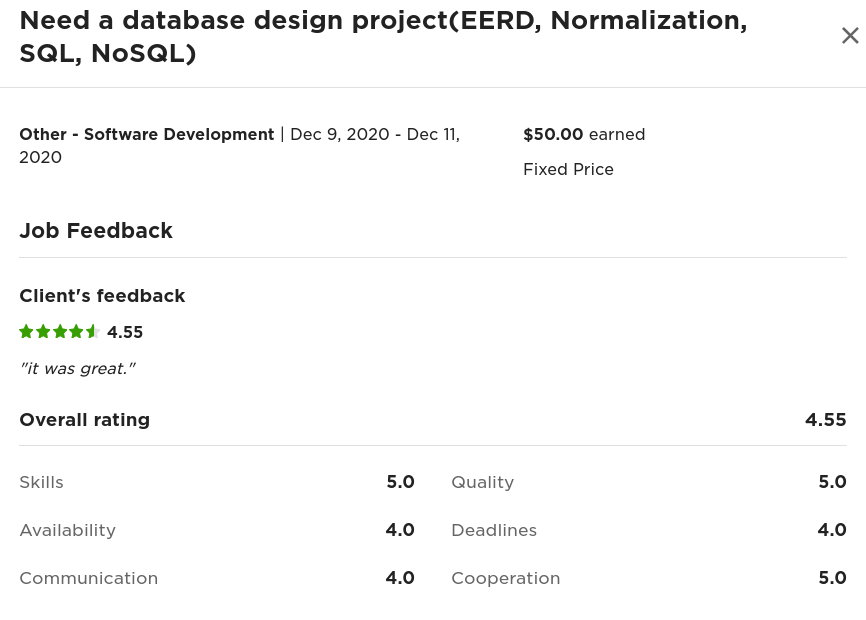 Need a database design project(EERD, Normalization,
SQL, NoSQL)
Other - Software Development | Dec 9, 2020 - Dec 11,
2020
$50.00 earned
Fixed Price
Job Feedback
Client's feedback
4.55
"it was great."
Overall rating 4.55
Skills 5.0 Quality 5.0
Availability 4.0 Deadlines 4.0
Communication 4.0 Cooperation 5.0